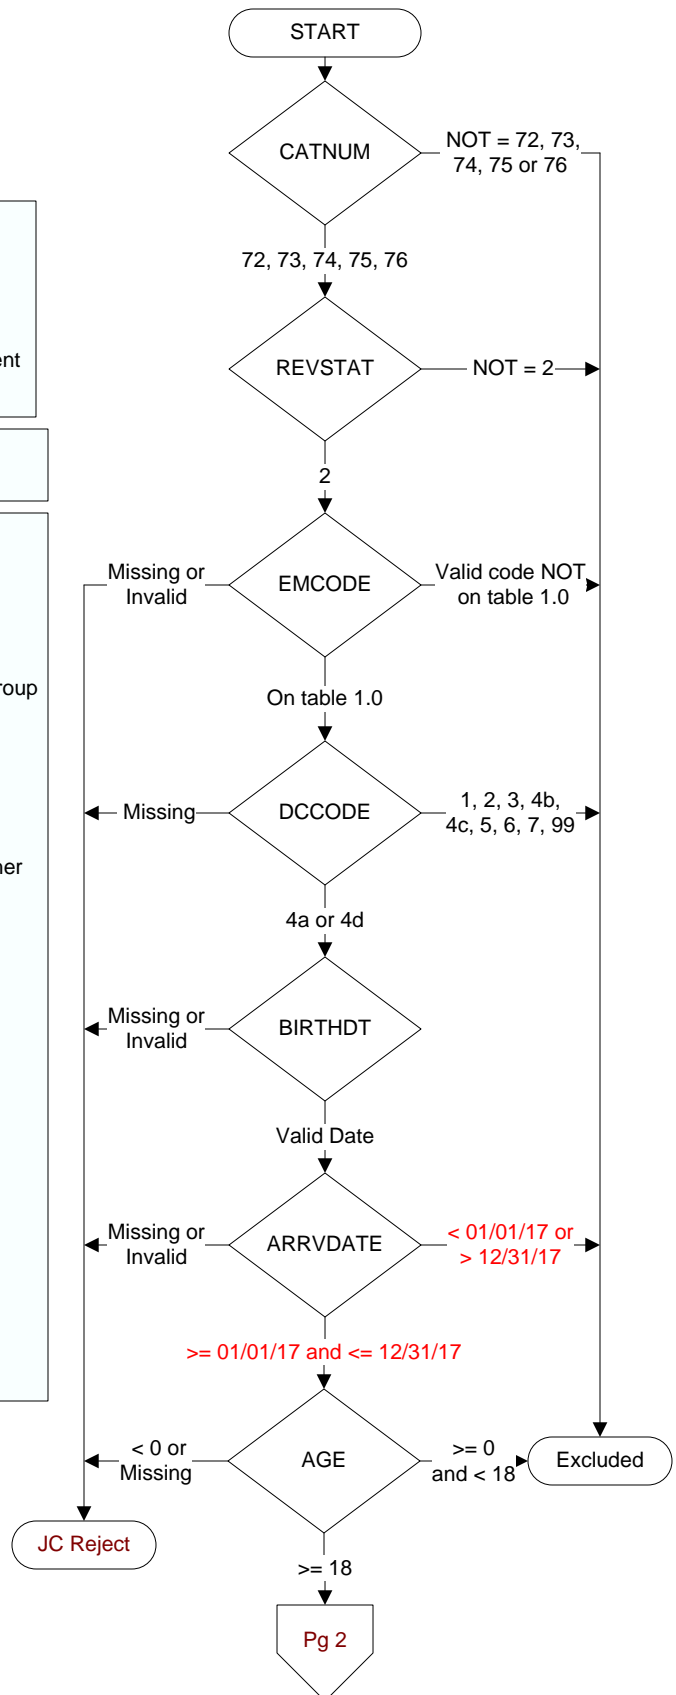 START
CATNUM
NOT = 72, 73,
74, 75 or 76
72, 73, 74, 75, 76
ent
REVSTAT
NOT = 2
2
Missing or
Invalid
EMCODE
Valid code NOT
on table 1.0
roup
On table 1.0
Missing
DCCODE
1, 2, 3, 4b,
4c, 5, 6, 7, 99
ner
4a or 4d
Missing or
Invalid
BIRTHDT
Valid Date
Missing or
Invalid
ARRVDATE
< 01/01/17 or
> 12/31/17
>= 01/01/17 and <= 12/31/17
< 0 or
Missing
AGE
>= 0
and < 18
Excluded
JC Reject
>= 18
Pg 2